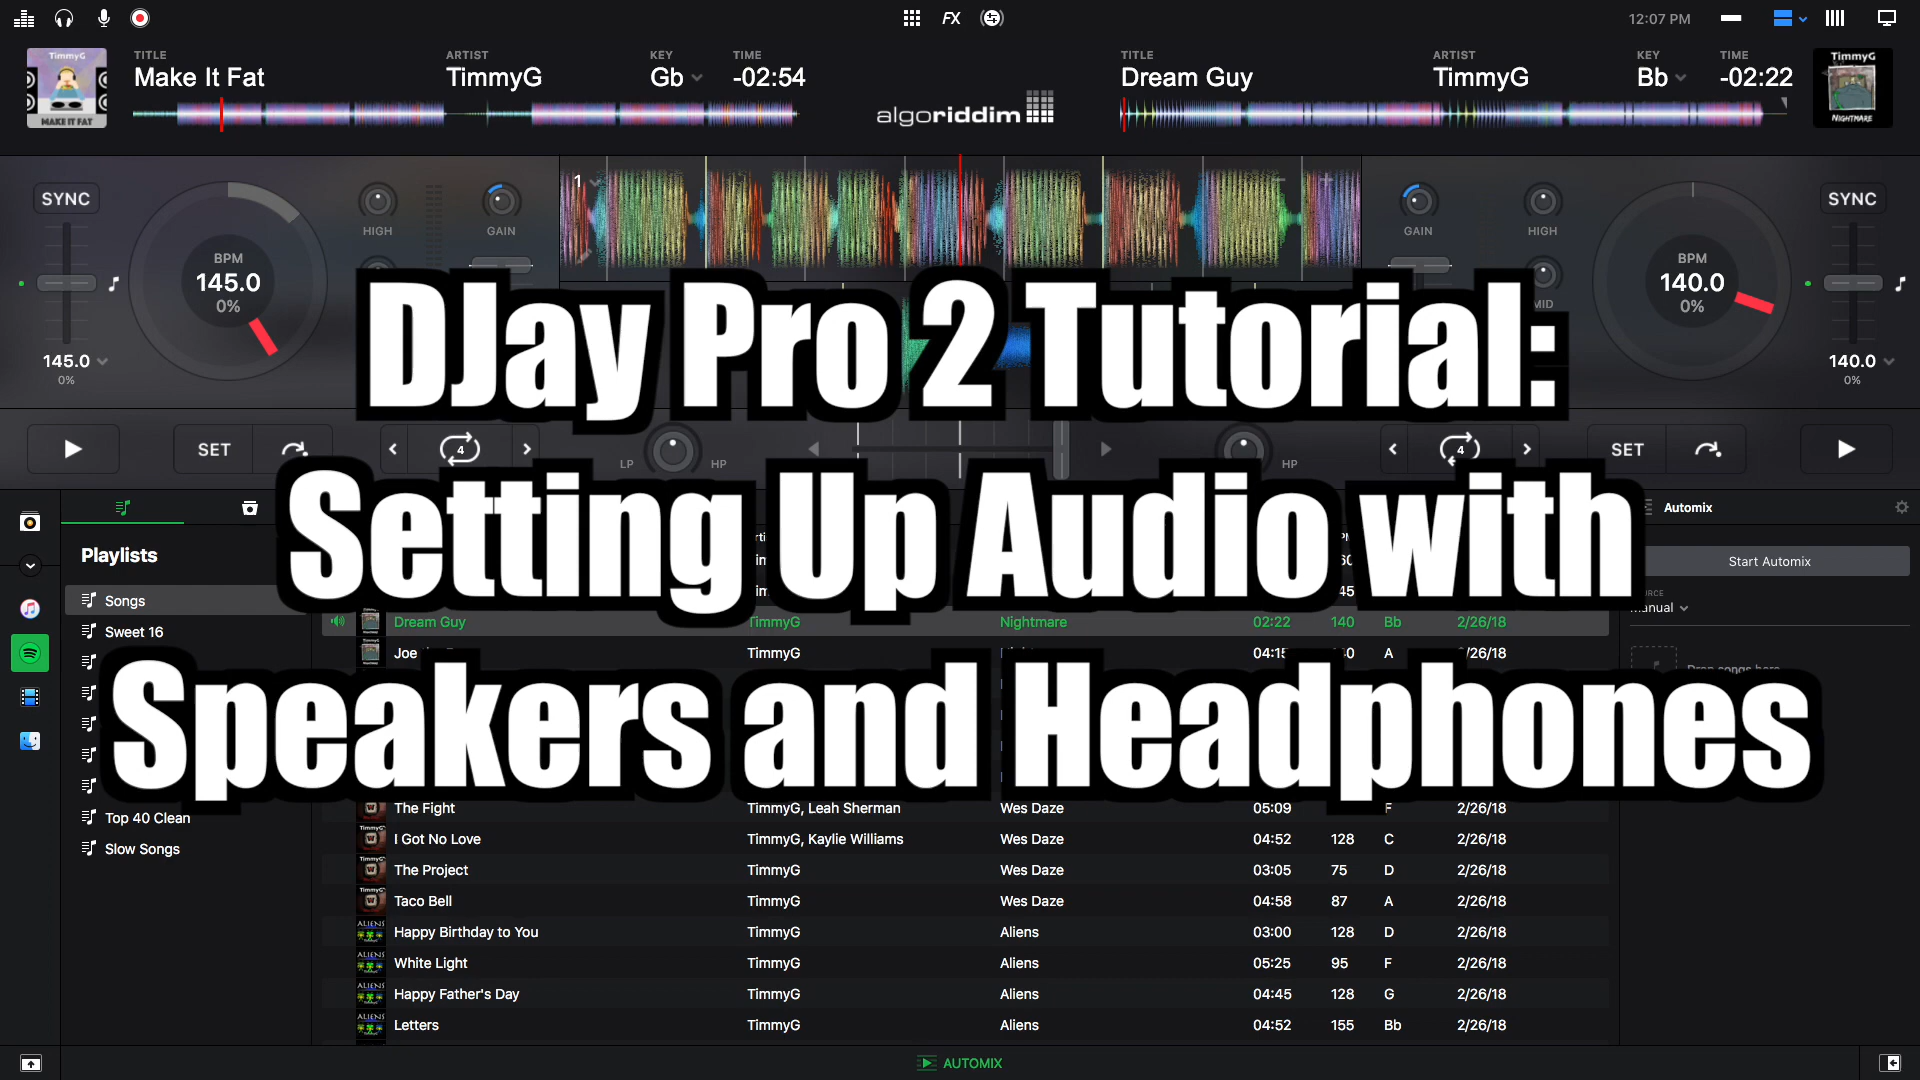 FX
12:07 PM
TimmyG
MAKE IT FAT
TITLE ARTIST KEY TIME
Make It Fat TimmyG Gb -02:54
algoriddim
TITLE ARTIST KEY TIME
Dream Guy TimmyG Bb -02:22
TimmyG
NIGHTMARE
SYNC
BPM
145.0
0%
HIGH
GAIN
145.0
0%
1
GAIN
HIGH
MID
BPM
140.0
0%
SYNC
140.0
0%
DJay Pro 2 Tutorial:
Setting Up Audio with
Speakers and Headphones
SET
4
LP HP
HP
4
SET
Playlists
Songs
Sweet 16
Top 40 Clean
Slow Songs
Dream Guy TimmyG Nightmare 02:22 140 Bb 2/26/18
Joe TimmyG 04:15 A /26/18
The Fight TimmyG, Leah Sherman Wes Daze 05:09 F 2/26/18
I Got No Love TimmyG, Kaylie Williams Wes Daze 04:52 128 C 2/26/18
The Project TimmyG Wes Daze 03:05 75 D 2/26/18
Taco Bell TimmyG Wes Daze 04:58 87 A 2/26/18
Happy Birthday to You TimmyG Aliens 03:00 128 D 2/26/18
White Light TimmyG Aliens 05:25 95 F 2/26/18
Happy Father's Day TimmyG Aliens 04:45 128 G 2/26/18
Letters TimmyG Aliens 04:52 155 Bb 2/26/18
Automix
Start Automix
AUTOMIX